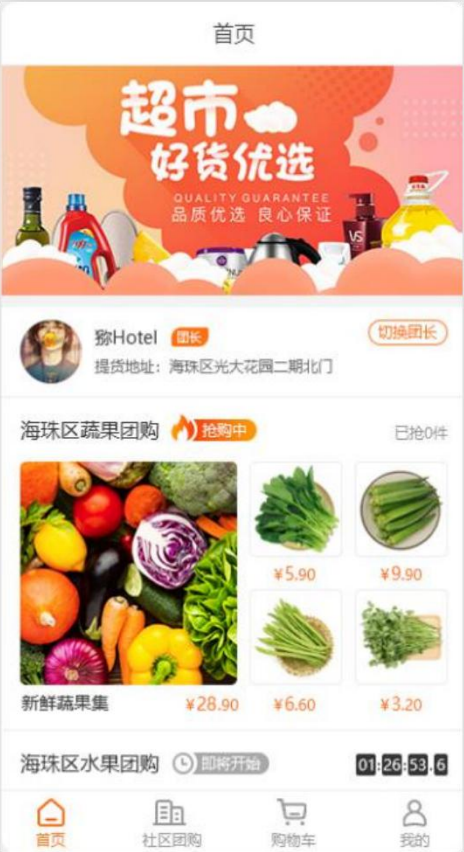 首页
超市
好货优选
QUALITY GUARANTEE
品质优选 良心保证
猕Hotel 团长
切换团长
提货地址：海珠区光大花园二期北门
海珠区蔬果团购 抢购中 已抢0件
¥5.90 ¥9.90
新鲜蔬果集 ¥28.90 ¥6.60 ¥3.20
海珠区水果团购 即将开始 01:26:53.6
首页 社区团购 购物车 我的